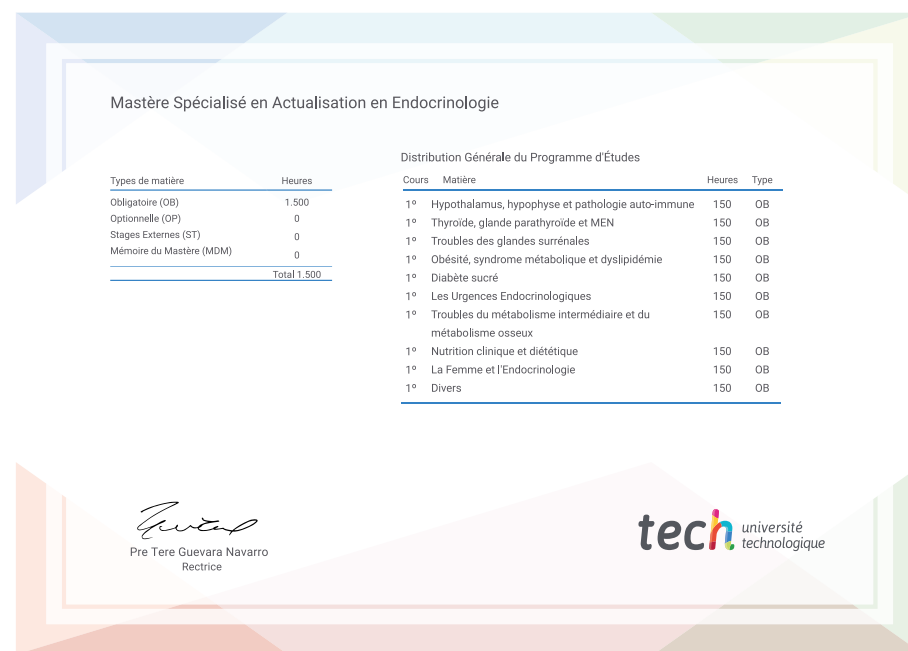 Mastère Spécialisé en Actualisation en Endocrinologie
Types de matière Heures
Obligatoire (OB) 1.500
Optionnelle (OP) 0
Stages Externes (ST) 0
Mémoire du Mastère (MDM) 0
Total 1.500
Distribution Générale du Programme d'Études
Cours Matière Heures Type
1º Hypothalamus, hypophyse et pathologie auto-immune 150 OB
1º Thyroïde, glande parathyroïde et MEN 150 OB
1º Troubles des glandes surrénales 150 OB
1º Obésité, syndrome métabolique et dyslipidémie 150 OB
1º Diabète sucré 150 OB
1º Les Urgences Endocrinologiques 150 OB
1º Troubles du métabolisme intermédiaire et du 150 OB
métabolisme osseux
1º Nutrition clinique et diététique 150 OB
1º La Femme et l'Endocrinologie 150 OB
1º Divers 150 OB
Pre Tere Guevara Navarro
Rectrice
tech université
technologique